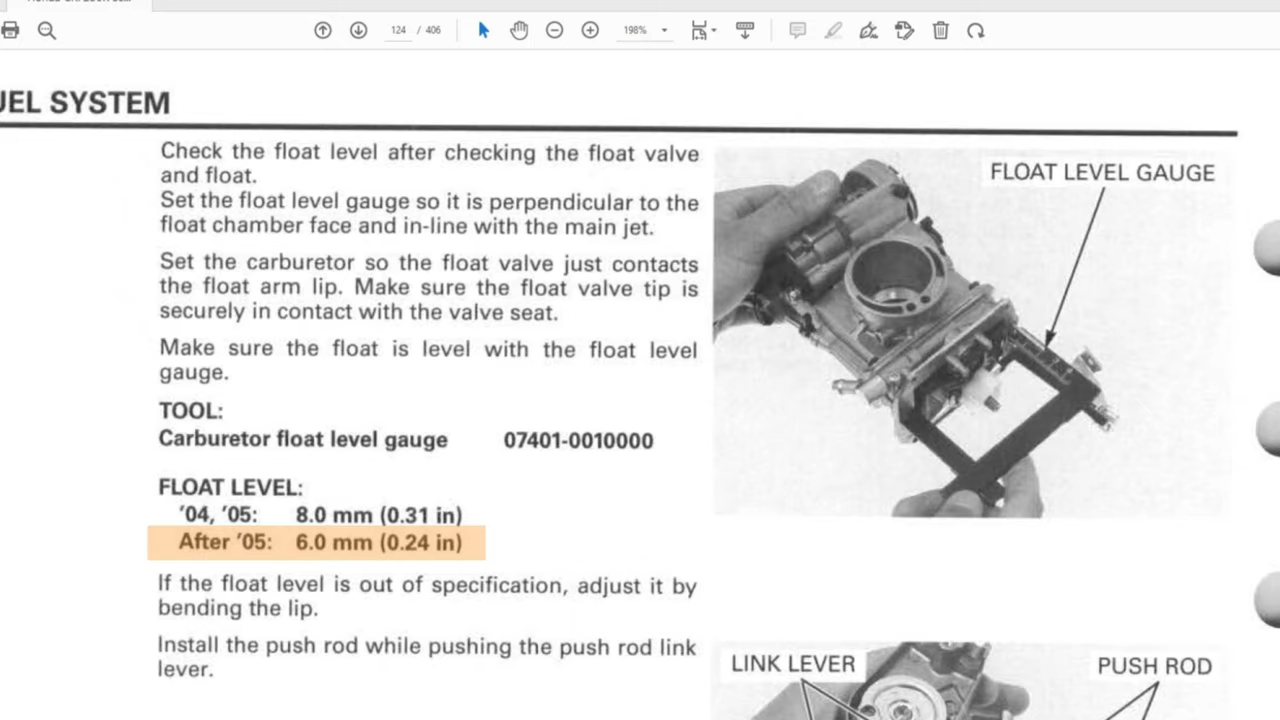 124 / 406
198%
FUEL SYSTEM
Check the float level after checking the float valve
and float.
Set the float level gauge so it is perpendicular to the
float chamber face and in-line with the main jet.
Set the carburetor so the float valve just contacts
the float arm lip. Make sure the float valve tip is
securely in contact with the valve seat.
Make sure the float is level with the float level
gauge.
TOOL:
Carburetor float level gauge 07401-0010000
FLOAT LEVEL:
'04, '05: 8.0 mm (0.31 in)
After '05: 6.0 mm (0.24 in)
If the float level is out of specification, adjust it by
bending the lip.
Install the push rod while pushing the push rod link
lever.
FLOAT LEVEL GAUGE
LINK LEVER
PUSH ROD